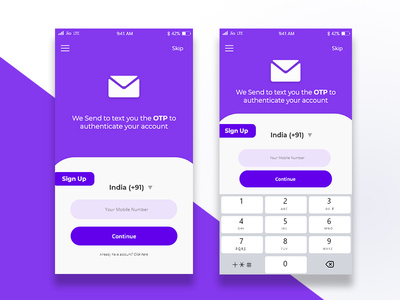 Jio LTE 9:41 AM 42%
Skip
We Send to text you the OTP to
authenticate your account
Sign Up
India (+91)
Your Mobile Number
Continue
Already have account? Click here
Jio LTE 9:41 AM 42%
Skip
We Send to text you the OTP to
authenticate your account
Sign Up
India (+91)
Your Mobile Number
Continue
1 2 3
ABC DEF
4 5 6
GHI JKL MNO
7 8 9
PQRS TUV WXYZ
+*# 0